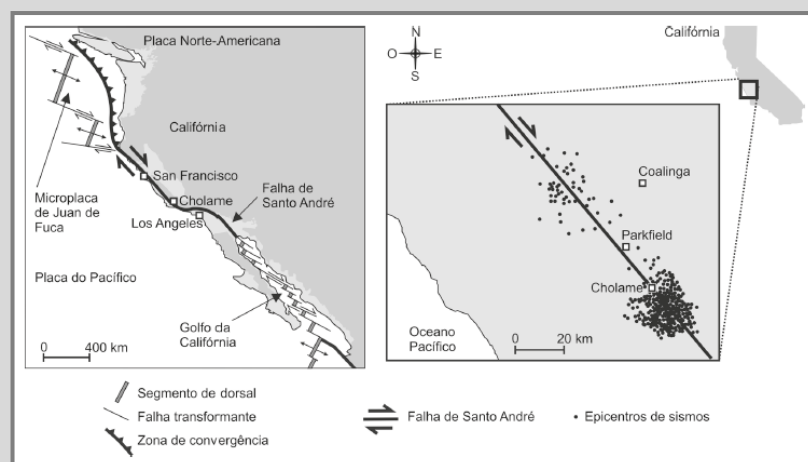 Placa Norte-Americana
Califórnia
San Francisco
Cholame
Los Angeles
Falha de
Santo André
Microplaca
de Juan de
Fuca
Placa do Pacífico
Golfo da
Califórnia
0 400 km
N
O E
S
Califórnia
Coalinga
Parkfield
Cholame
Oceano
Pacífico
0 20 km
Segmento de dorsal
Falha transformante
Zona de convergência
Falha de Santo André
Epicentros de sismos